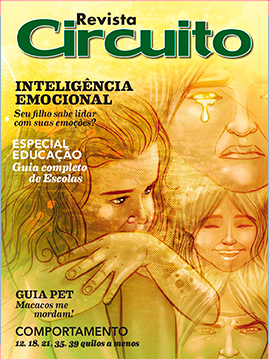 Revista
Circuito
INTELIGÊNCIA
EMOCIONAL
Seu filho sabe lidar
com suas emoções?
ESPECIAL
EDUCAÇÃO
Guia completo
de Escolas
GUIA PET
Macacos me
mordam!
COMPORTAMENTO
12, 18, 21, 35, 39 quilos a menos